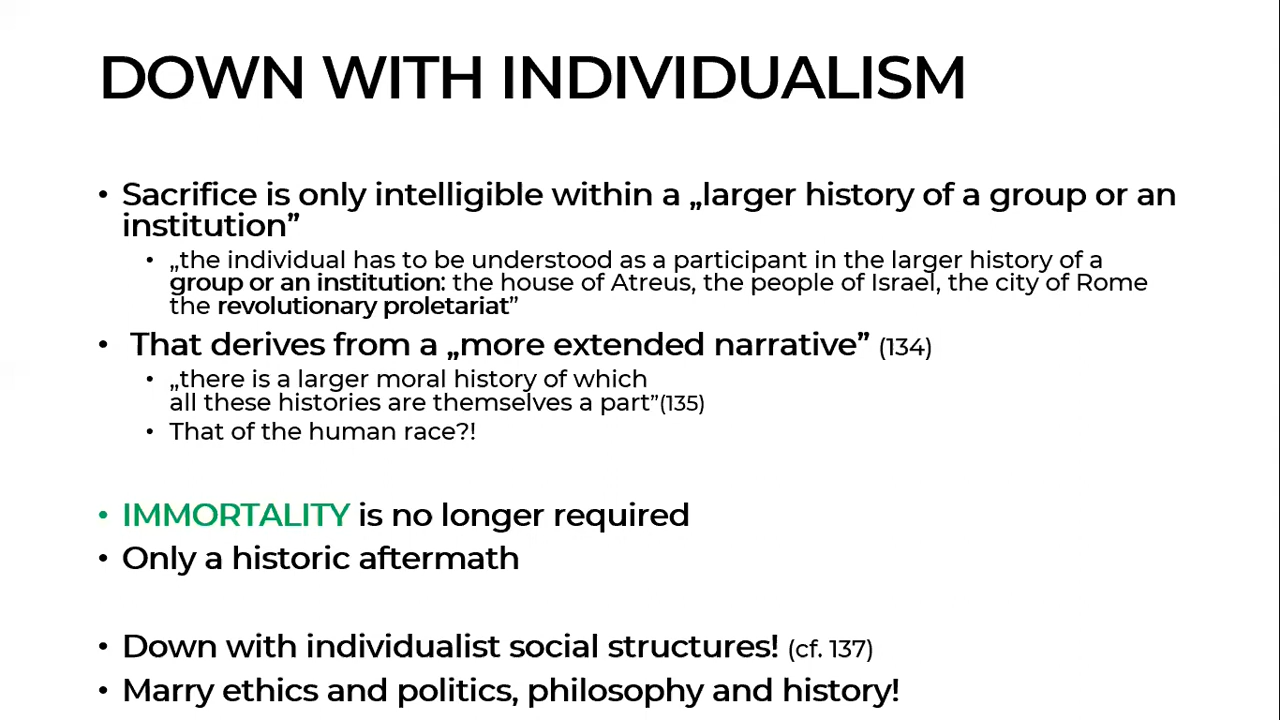 DOWN WITH INDIVIDUALISM
• Sacrifice is only intelligible within a „larger history of a group or an
institution”
• „the individual has to be understood as a participant in the larger history of a
group or an institution: the house of Atreus, the people of Israel, the city of Rome
the revolutionary proletariat”
• That derives from a „more extended narrative” (134)
• „there is a larger moral history of which
all these histories are themselves a part”(135)
• That of the human race?!
• IMMORTALITY is no longer required
• Only a historic aftermath
• Down with individualist social structures! (cf. 137)
• Marry ethics and politics, philosophy and history!